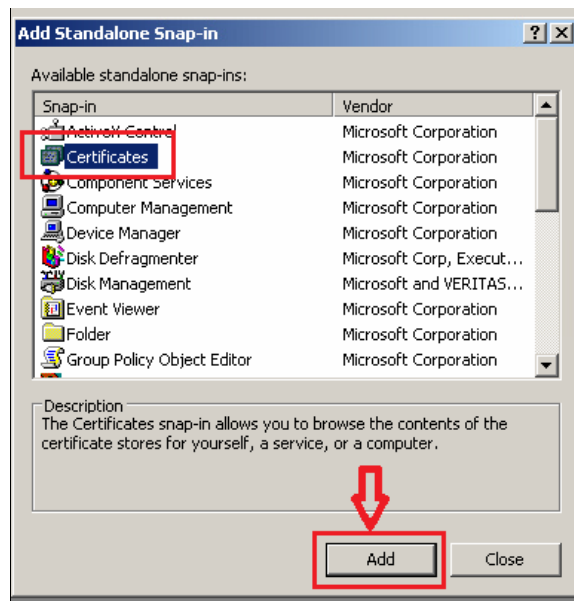 Add Standalone Snap-in
Available standalone snap-ins:
Snap-in Vendor
ActiveX Control Microsoft Corporation
Certificates Microsoft Corporation
Component Services Microsoft Corporation
Computer Management Microsoft Corporation
Device Manager Microsoft Corporation
Disk Defragmenter Microsoft Corp, Execut...
Disk Management Microsoft and VERITAS...
Event Viewer Microsoft Corporation
Folder
Group Policy Object Editor Microsoft Corporation
Description
The Certificates snap-in allows you to browse the contents of the
certificate stores for yourself, a service, or a computer.
Add Close